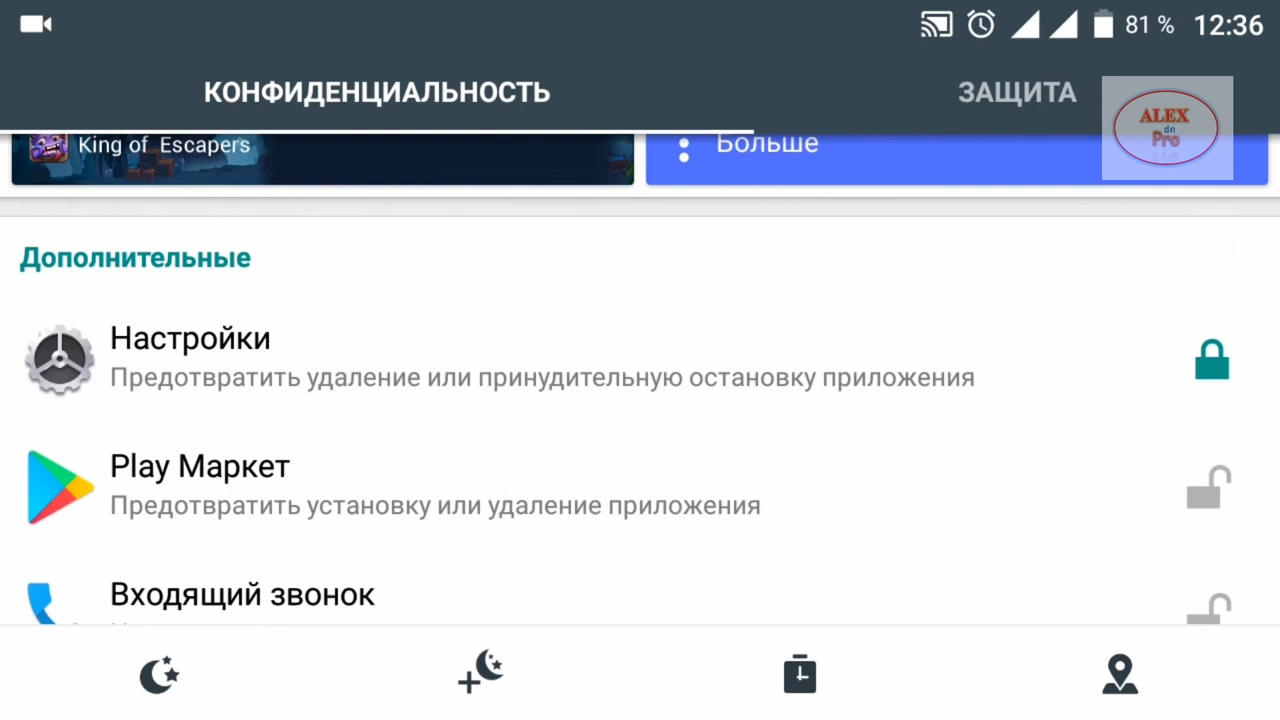 81 % 12:36
КОНФИДЕНЦИАЛЬНОСТЬ ЗАЩИТА
ALEX
dn
Pro
King of Escapers Больше
Дополнительные
Настройки
Предотвратить удаление или принудительную остановку приложения
Play Маркет
Предотвратить установку или удаление приложения
Входящий звонок